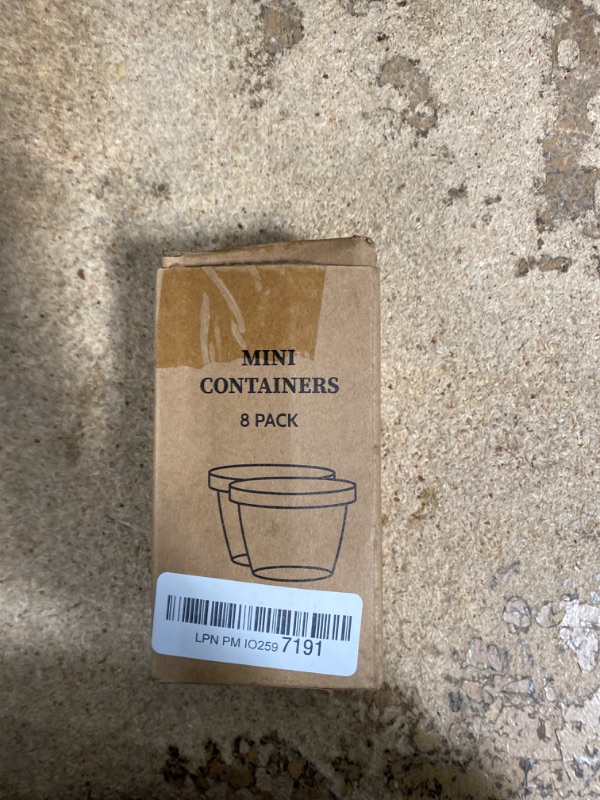 MINI
CONTAINERS
8 PACK
LPN PM IO259 7191